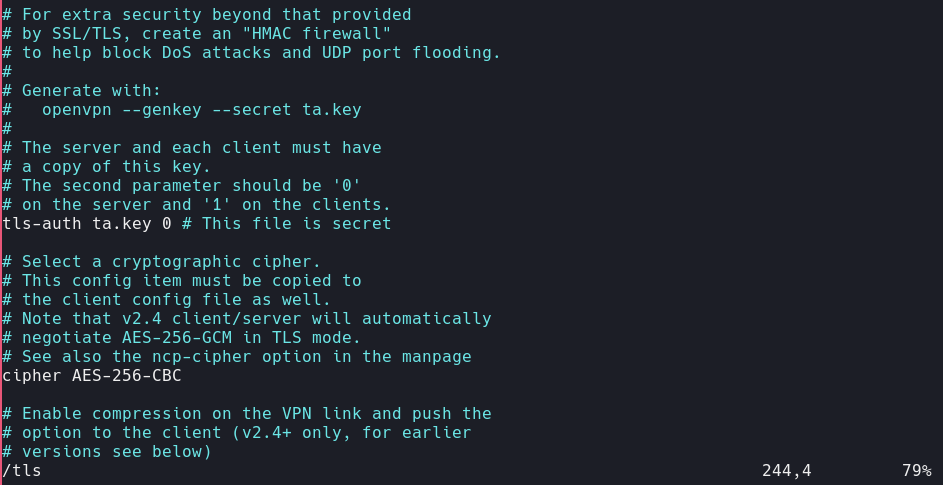 # For extra security beyond that provided
# by SSL/TLS, create an "HMAC firewall"
# to help block DoS attacks and UDP port flooding.
#
# Generate with:
#   openvpn --genkey --secret ta.key
#
# The server and each client must have
# a copy of this key.
# The second parameter should be '0'
# on the server and '1' on the clients.
tls-auth ta.key 0 # This file is secret

# Select a cryptographic cipher.
# This config item must be copied to
# the client config file as well.
# Note that v2.4 client/server will automatically
# negotiate AES-256-GCM in TLS mode.
# See also the ncp-cipher option in the manpage
cipher AES-256-CBC

# Enable compression on the VPN link and push the
# option to the client (v2.4+ only, for earlier
# versions see below)
/tls 244,4 79%